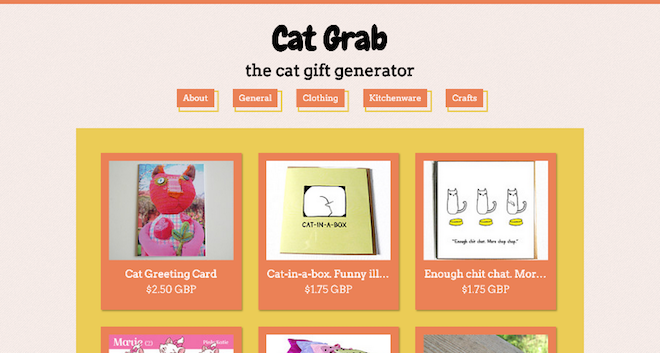 Cat Grab
the cat gift generator
About
General
Clothing
Kitchenware
Crafts
CAT-IN-A-BOX
"Enough chit chat. More chop chop."
Cat Greeting Card
Cat-in-a-box. Funny ill...
Enough chit chat. Mor...
$2.50 GBP
$1.75 GBP
$1.75 GBP